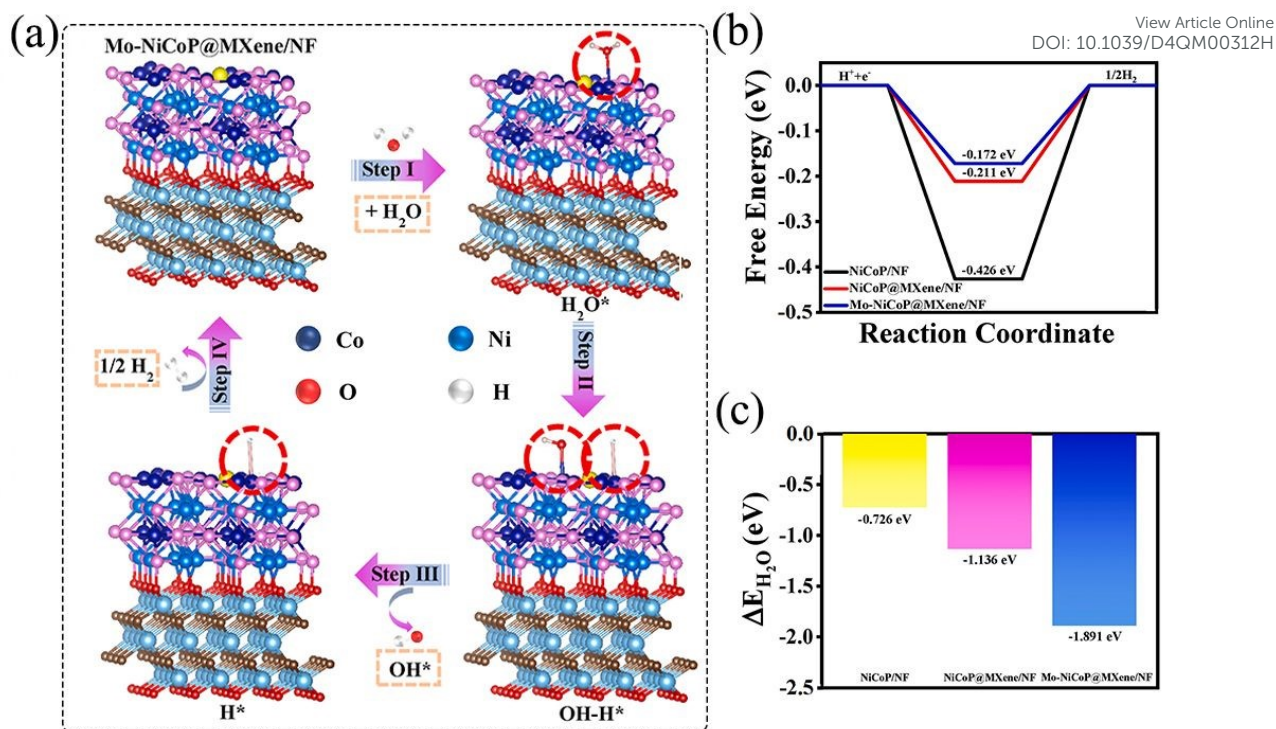 View Article Online
DOI: 10.1039/D4QM00312H
(a)
Mo-NiCoP@MXene/NF
Step I
+ H₂O
H₂O*
Co
Ni
O
H
Step II
Step IV
1/2 H₂
Step III
OH*
H*
OH-H*
(b)
Free Energy (eV)
0.0
-0.1
-0.2
-0.3
-0.4
-0.5
H⁺+e⁻
1/2H₂
-0.172 eV
-0.211 eV
-0.426 eV
NiCoP/NF
NiCoP@MXene/NF
Mo-NiCoP@MXene/NF
Reaction Coordinate
(c)
ΔE_H₂O (eV)
0.0
-0.5
-1.0
-1.5
-2.0
-2.5
-0.726 eV
-1.136 eV
-1.891 eV
NiCoP/NF
NiCoP@MXene/NF
Mo-NiCoP@MXene/NF